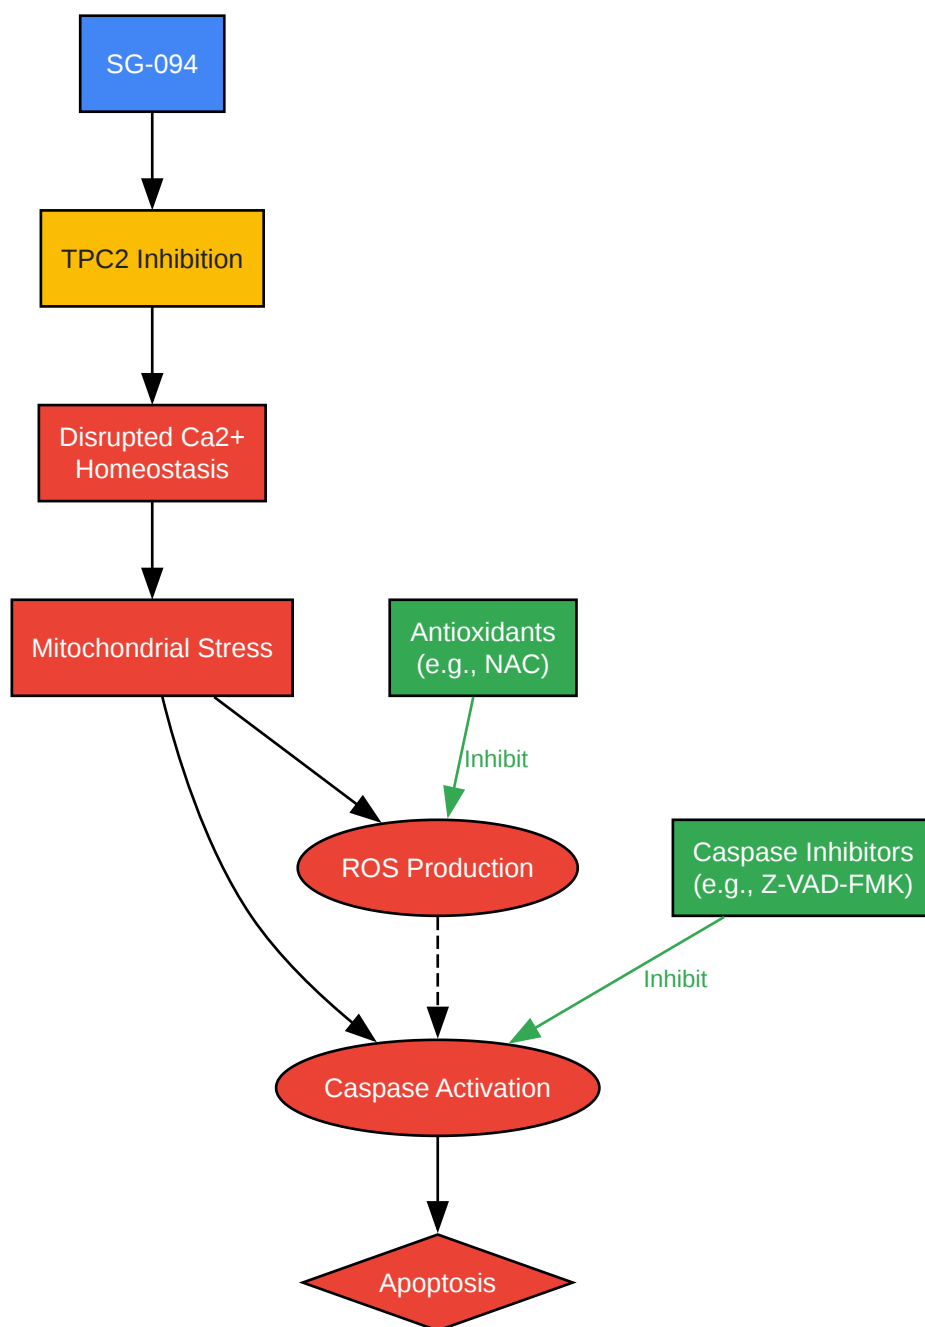 SG-094
TPC2 Inhibition
Disrupted Ca2+
Homeostasis
Mitochondrial Stress
Antioxidants
(e.g., NAC)
Inhibit
ROS Production
Caspase Inhibitors
(e.g., Z-VAD-FMK)
Inhibit
Caspase Activation
Apoptosis